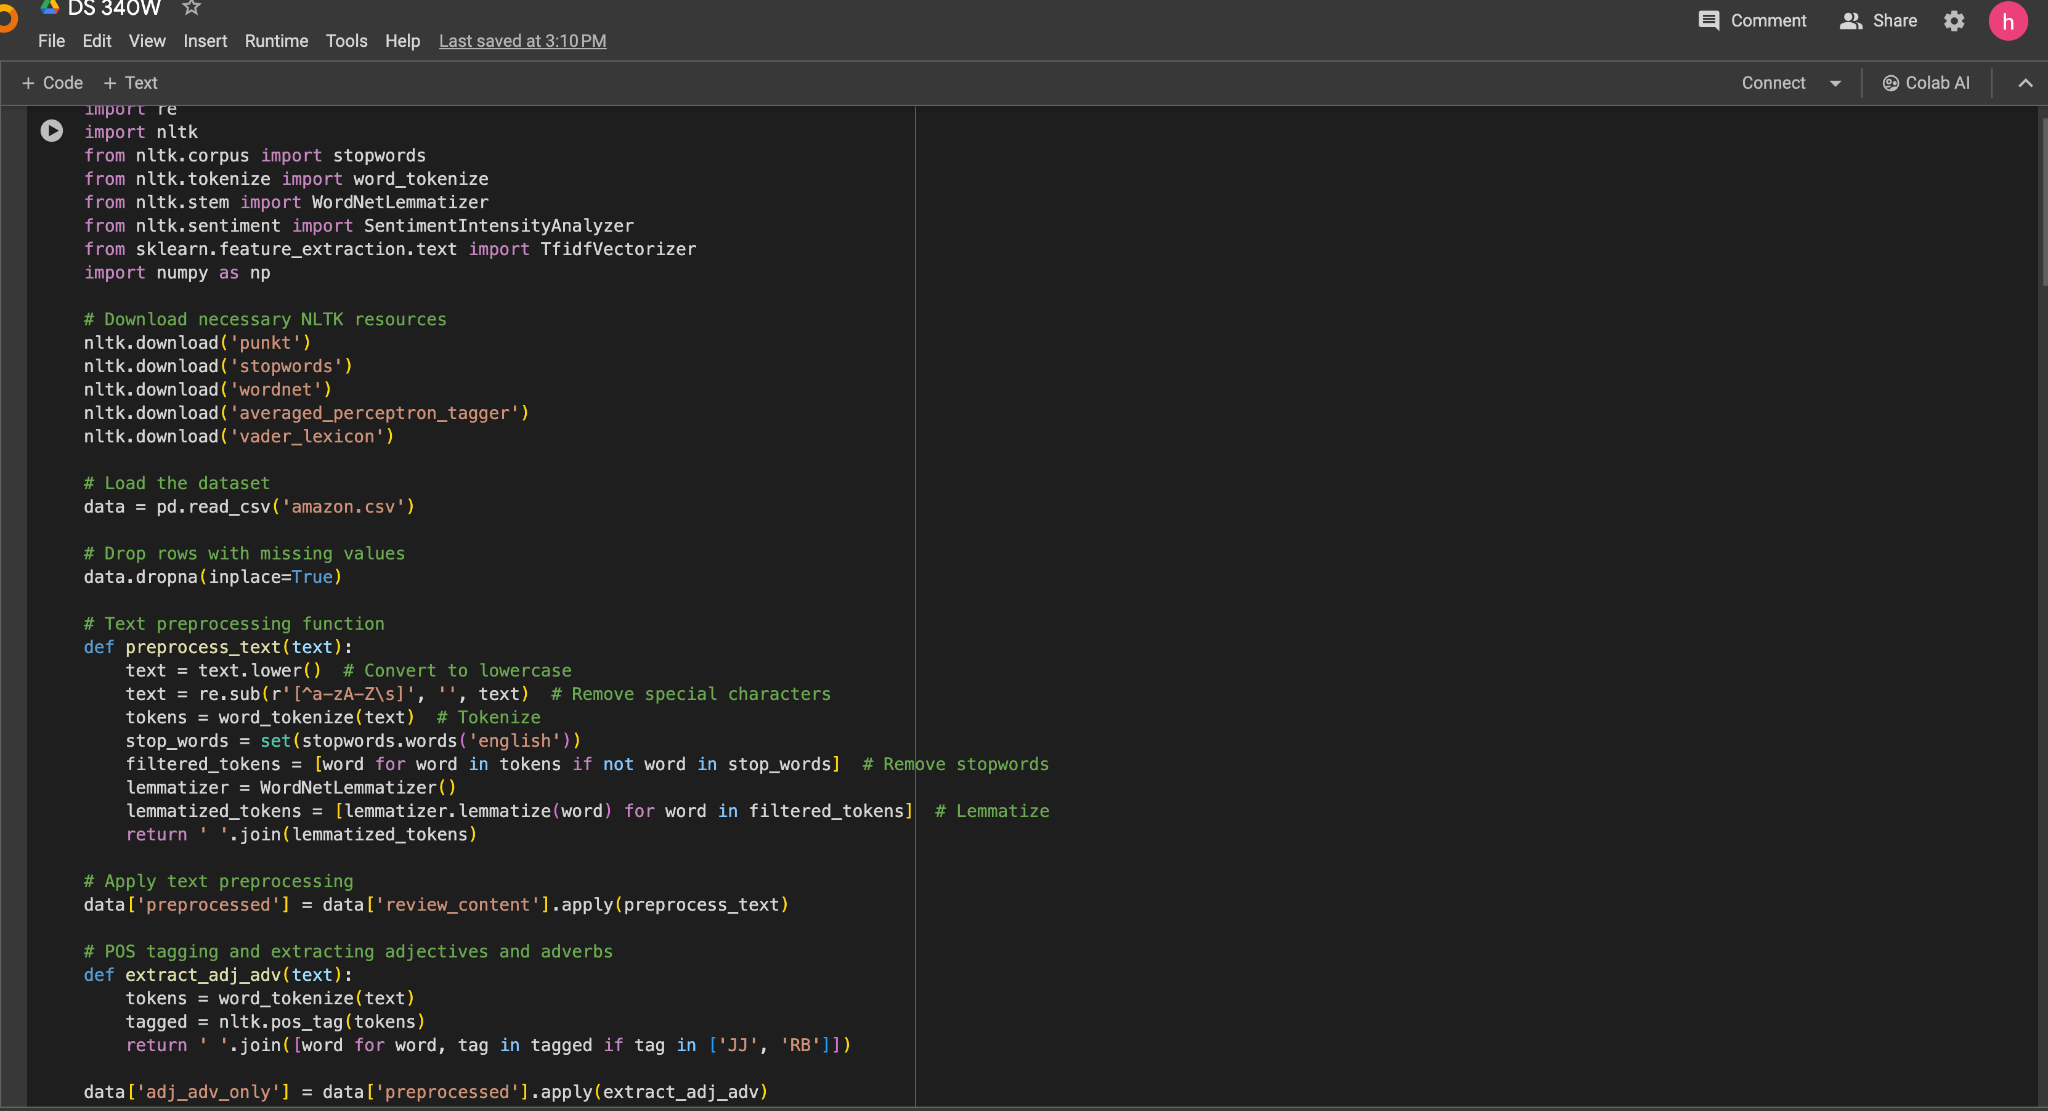 DS 340W
File Edit View Insert Runtime Tools Help Last saved at 3:10 PM
Comment Share h
+ Code + Text
Connect Colab AI
import re
import nltk
from nltk.corpus import stopwords
from nltk.tokenize import word_tokenize
from nltk.stem import WordNetLemmatizer
from nltk.sentiment import SentimentIntensityAnalyzer
from sklearn.feature_extraction.text import TfidfVectorizer
import numpy as np

# Download necessary NLTK resources
nltk.download('punkt')
nltk.download('stopwords')
nltk.download('wordnet')
nltk.download('averaged_perceptron_tagger')
nltk.download('vader_lexicon')

# Load the dataset
data = pd.read_csv('amazon.csv')

# Drop rows with missing values
data.dropna(inplace=True)

# Text preprocessing function
def preprocess_text(text):
    text = text.lower()  # Convert to lowercase
    text = re.sub(r'[^a-zA-Z\s]', '', text)  # Remove special characters
    tokens = word_tokenize(text)  # Tokenize
    stop_words = set(stopwords.words('english'))
    filtered_tokens = [word for word in tokens if not word in stop_words]  # Remove stopwords
    lemmatizer = WordNetLemmatizer()
    lemmatized_tokens = [lemmatizer.lemmatize(word) for word in filtered_tokens]  # Lemmatize
    return ' '.join(lemmatized_tokens)

# Apply text preprocessing
data['preprocessed'] = data['review_content'].apply(preprocess_text)

# POS tagging and extracting adjectives and adverbs
def extract_adj_adv(text):
    tokens = word_tokenize(text)
    tagged = nltk.pos_tag(tokens)
    return ' '.join([word for word, tag in tagged if tag in ['JJ', 'RB']])

data['adj_adv_only'] = data['preprocessed'].apply(extract_adj_adv)